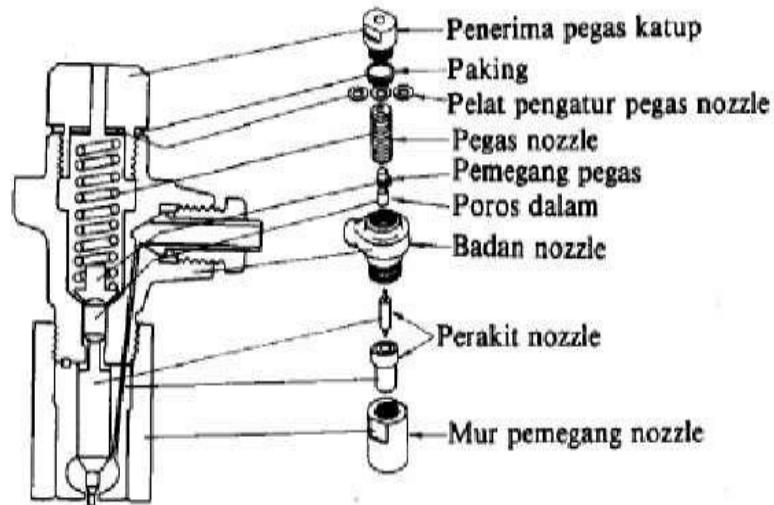 Penerima pegas katup
Paking
Pelat pengatur pegas nozzle
Pegas nozzle
Pemegang pegas
Poros dalam
Badan nozzle
Perakit nozzle
Mur pemegang nozzle